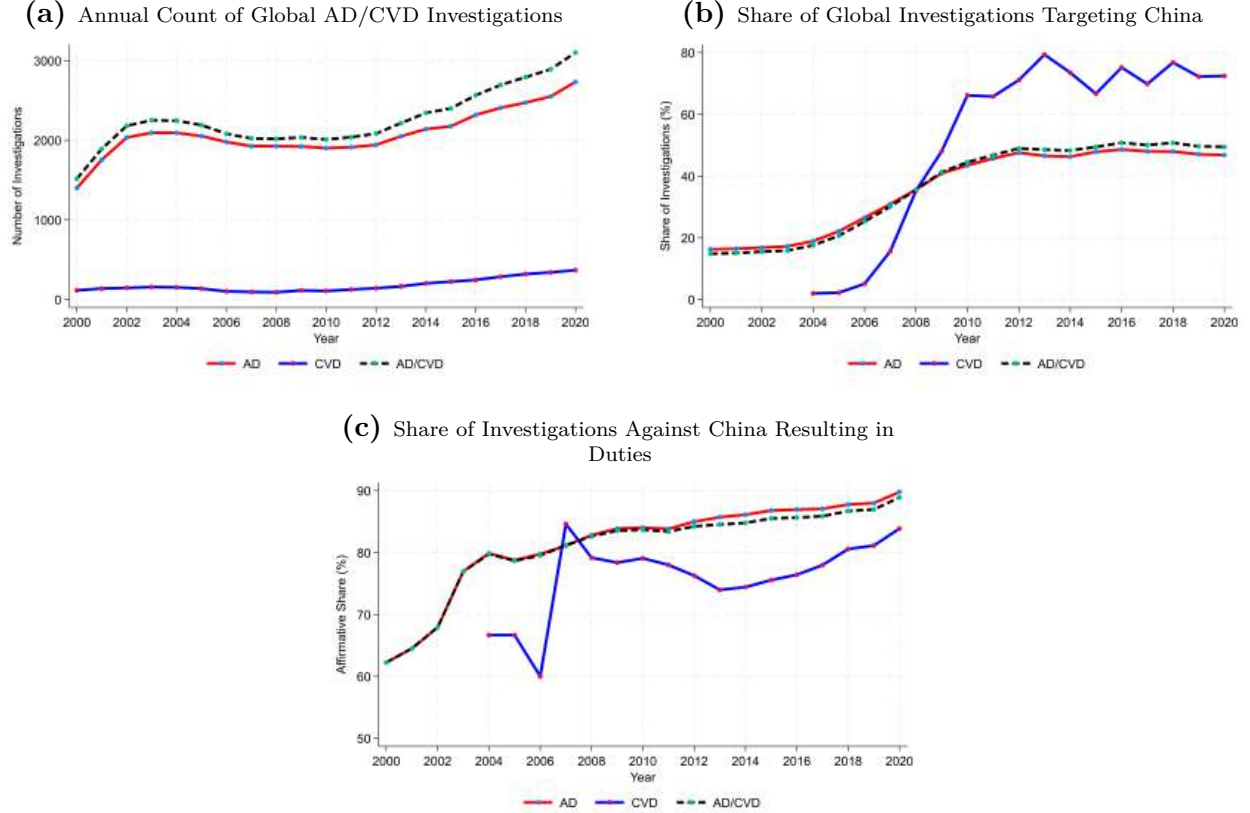 (a) Annual Count of Global AD/CVD Investigations
Number of Investigations
3000
2000
1000
0
2000 2002 2004 2006 2008 2010 2012 2014 2016 2018 2020
Year
AD CVD AD/CVD
(b) Share of Global Investigations Targeting China
Share of Investigations (%)
80
60
40
20
0
2000 2002 2004 2006 2008 2010 2012 2014 2016 2018 2020
Year
AD CVD AD/CVD
(c) Share of Investigations Against China Resulting in
Duties
Affirmative Share (%)
90
80
70
60
50
2000 2002 2004 2006 2008 2010 2012 2014 2016 2018 2020
Year
AD CVD AD/CVD